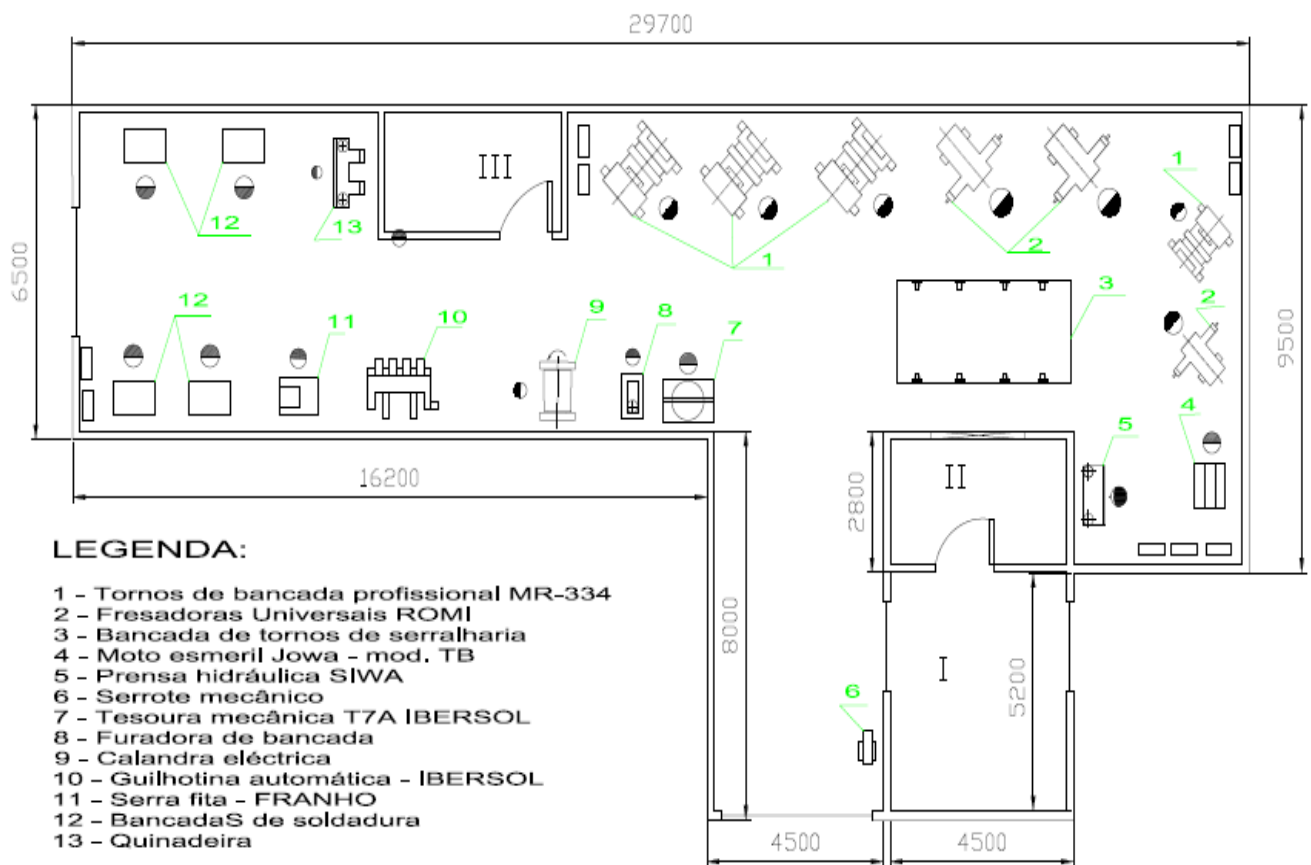 29700
III
1
12
13
1
2
6500
3
12
11
10
9
8
7
2
9500
4
5
16200
II
2800
LEGENDA:
1 - Tornos de bancada profissional MR-334
2 - Fresadoras Universais ROMI
3 - Bancada de tornos de serralharia
4 - Moto esmeril Jowa - mod. TB
5 - Prensa hidráulica SIWA
6 - Serrote mecânico
7 - Tesoura mecânica T7A IBERSOL
8 - Furadora de bancada
9 - Calandra eléctrica
10 - Guilhotina automática - IBERSOL
11 - Serra fita - FRANHO
12 - BancadaS de soldadura
13 - Quinadeira
8000
I
5200
6
4500
4500